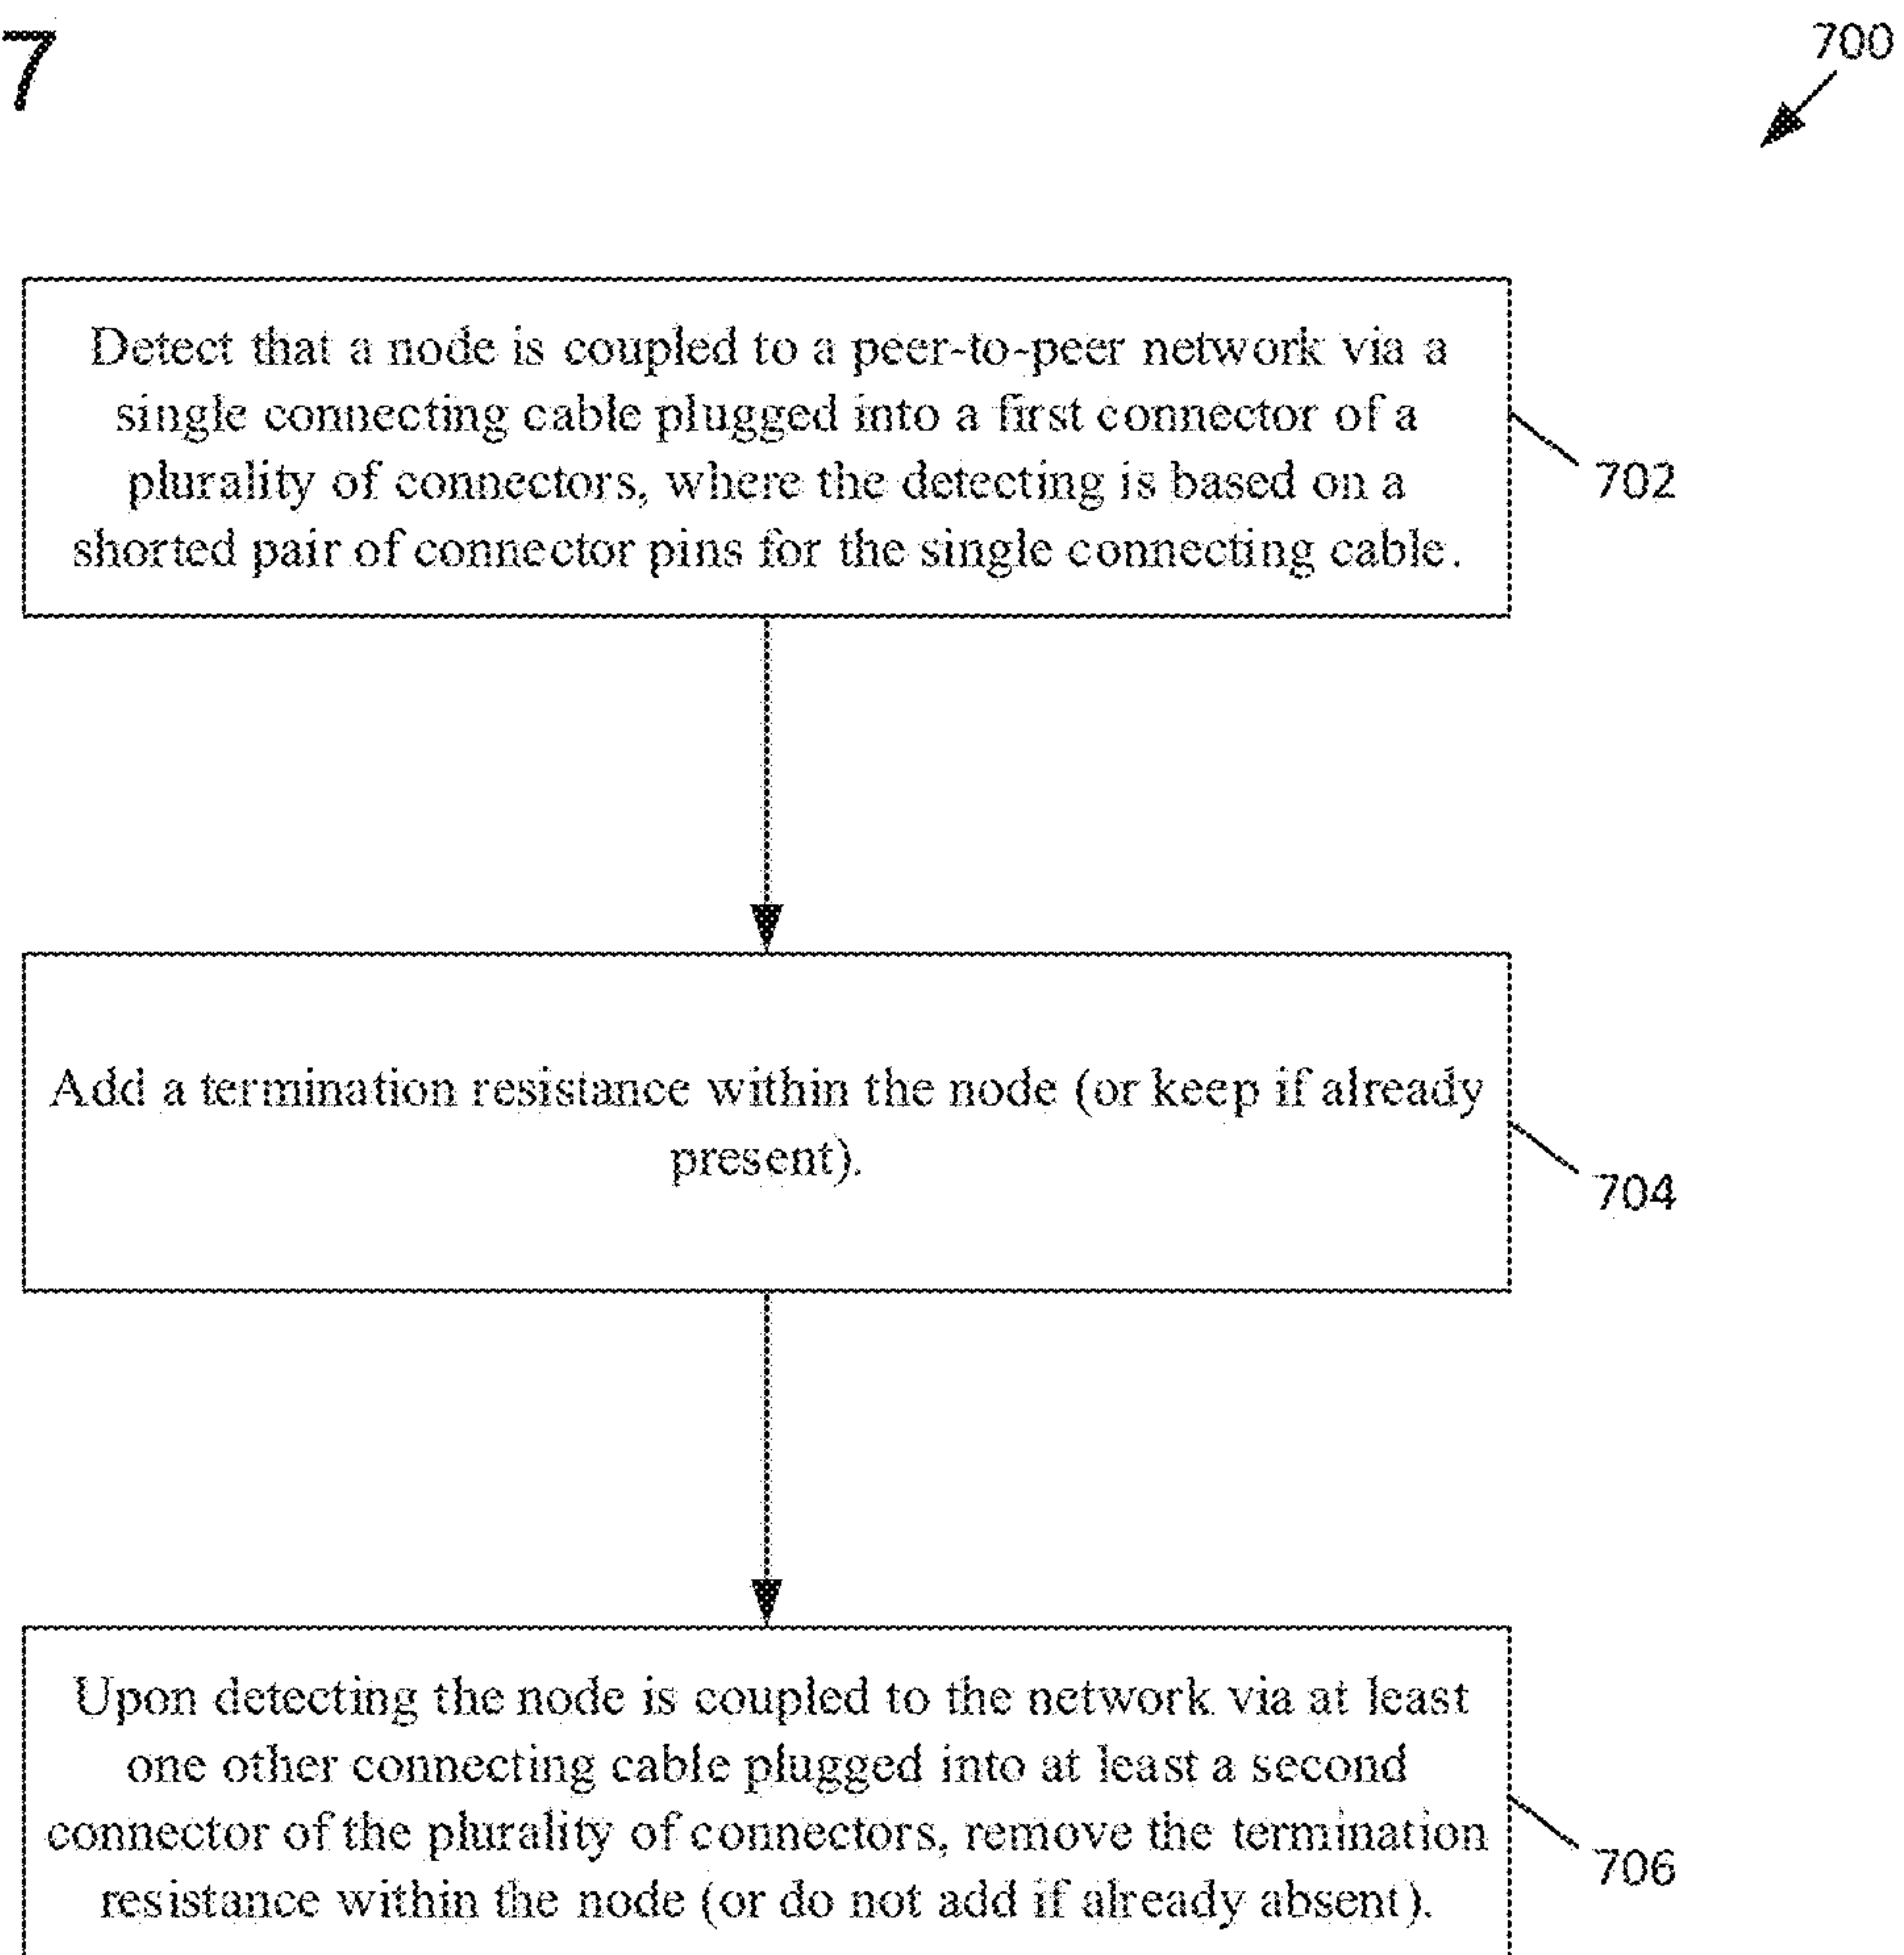 7
700
Detect that a node is coupled to a peer-to-peer network via a
single connecting cable plugged into a first connector of a
plurality of connectors, where the detecting is based on a
shorted pair of connector pins for the single connecting cable.
702
Add a termination resistance within the node (or keep if already
present).
704
Upon detecting the node is coupled to the network via at least
one other connecting cable plugged into at least a second
connector of the plurality of connectors, remove the termination
resistance within the node (or do not add if already absent).
706